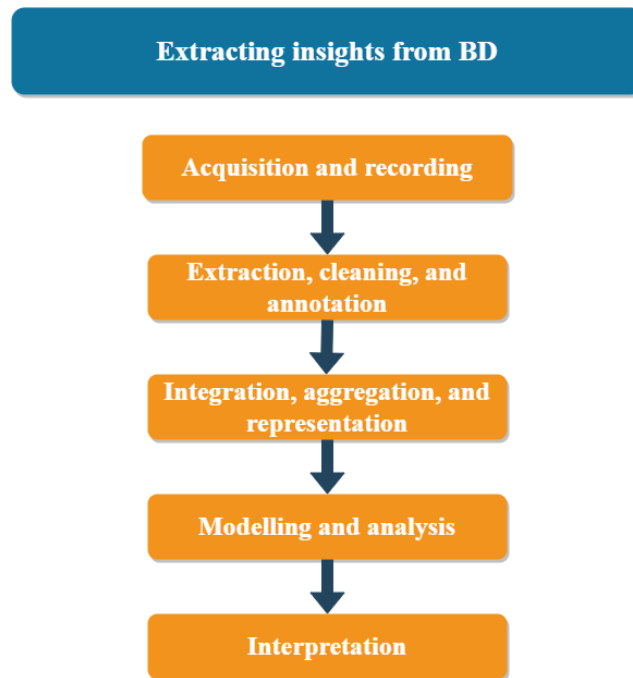 Extracting insights from BD
Acquisition and recording
Extraction, cleaning, and
annotation
Integration, aggregation, and
representation
Modelling and analysis
Interpretation